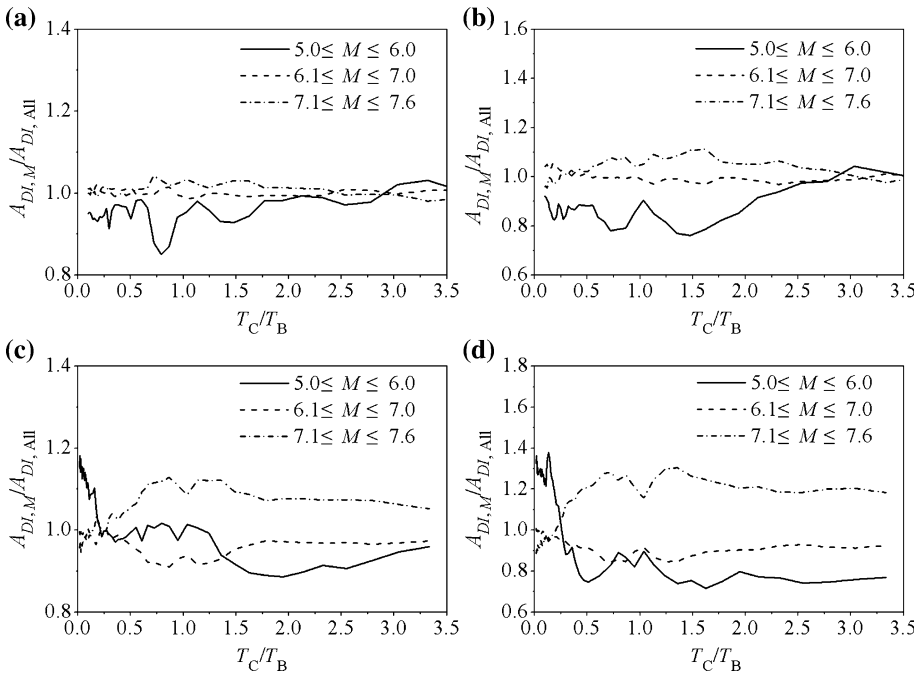 (a)
1.4
1.2
1.0
0.8
A_DI, M/A_DI, All
5.0≤ M ≤ 6.0
6.1≤ M ≤ 7.0
7.1≤ M ≤ 7.6
0.0 0.5 1.0 1.5 2.0 2.5 3.0 3.5
T_C/T_B
(b)
1.6
1.4
1.2
1.0
0.8
0.6
A_DI, M/A_DI, All
5.0≤ M ≤ 6.0
6.1≤ M ≤ 7.0
7.1≤ M ≤ 7.6
0.0 0.5 1.0 1.5 2.0 2.5 3.0 3.5
T_C/T_B
(c)
1.4
1.2
1.0
0.8
A_DI, M/A_DI, All
5.0≤ M ≤ 6.0
6.1≤ M ≤ 7.0
7.1≤ M ≤ 7.6
0.0 0.5 1.0 1.5 2.0 2.5 3.0 3.5
T_C/T_B
(d)
1.8
1.6
1.4
1.2
1.0
0.8
0.6
A_DI, M/A_DI, All
5.0≤ M ≤ 6.0
6.1≤ M ≤ 7.0
7.1≤ M ≤ 7.6
0.0 0.5 1.0 1.5 2.0 2.5 3.0 3.5
T_C/T_B